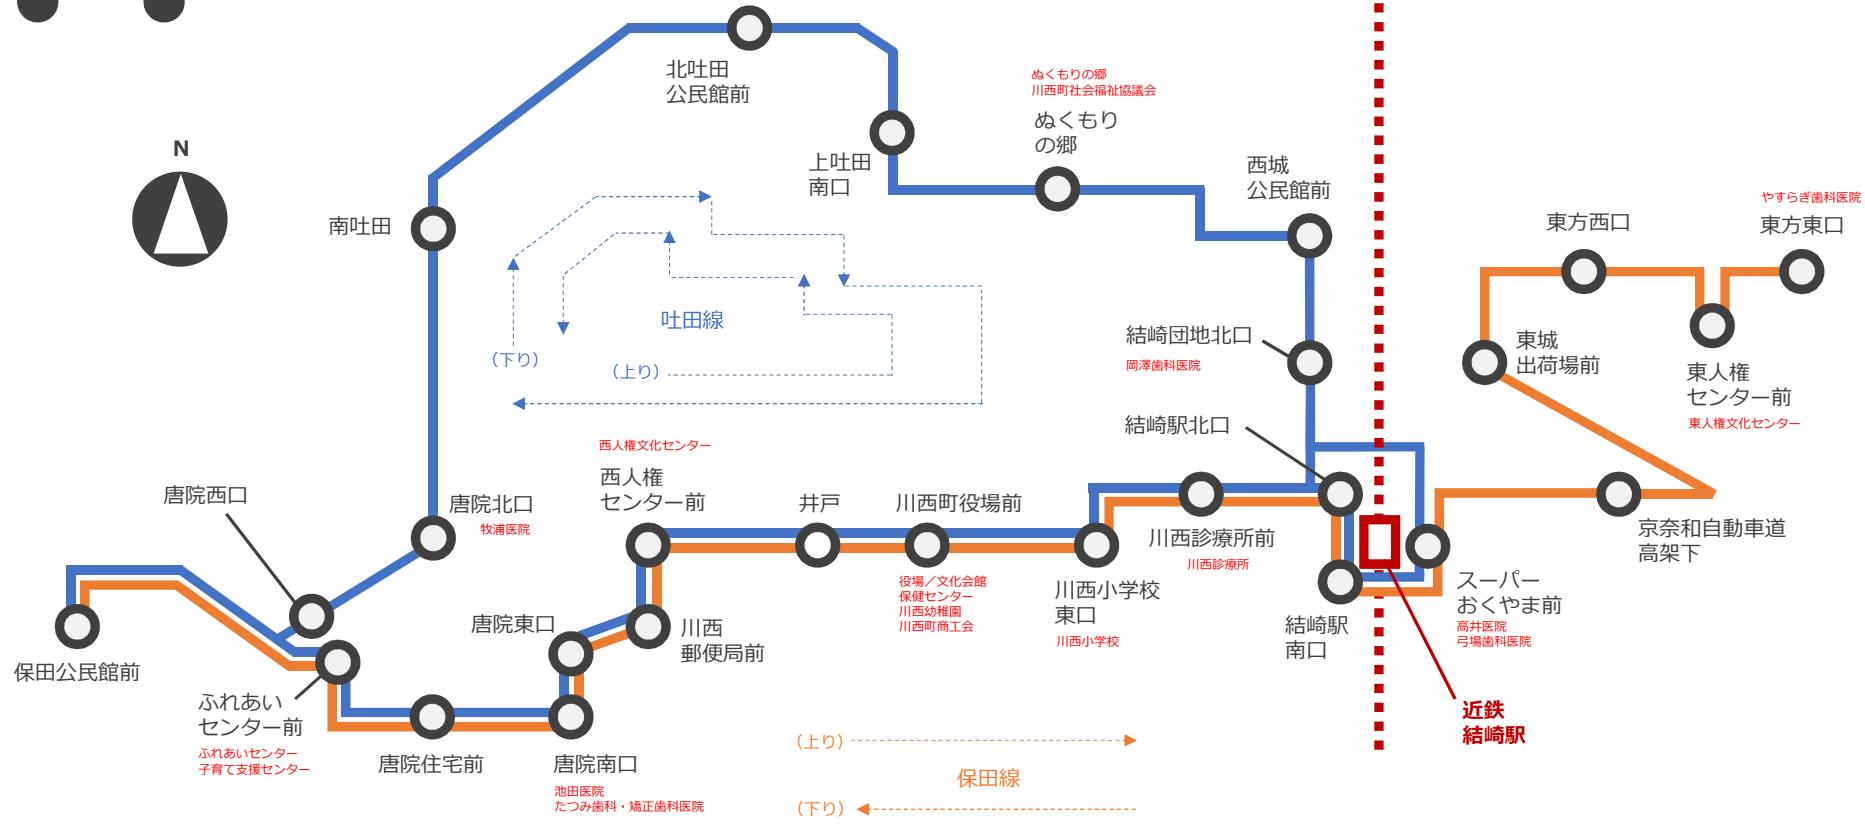 北吐田
公民館前
ぬくもりの郷
川西町社会福祉協議会
ぬくもり
の郷
N
上吐田
南口
西城
公民館前
やすらぎ歯科医院
東方東口
東方西口
南吐田
吐田線
(下り)
(上り)
結崎団地北口
岡澤歯科医院
東城
出荷場前
東人権
センター前
東人権文化センター
結崎駅北口
西人権文化センター
西人権
センター前
唐院西口
唐院北口
牧浦医院
井戸
川西町役場前
役場/文化会館
保健センター
川西幼稚園
川西町商工会
川西診療所前
川西診療所
京奈和自動車道
高架下
川西小学校
東口
川西小学校
スーパー
おくやま前
高井医院
弓場歯科医院
結崎駅
南口
唐院東口
川西
郵便局前
保田公民館前
ふれあい
センター前
ふれあいセンター
子育て支援センター
唐院住宅前
唐院南口
池田医院
たつみ歯科・矯正歯科医院
近鉄
結崎駅
(上り)
保田線
(下り)